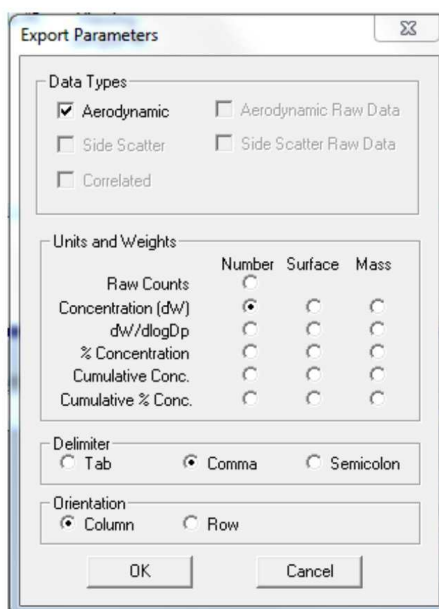 Export Parameters
Data Types
Aerodynamic Aerodynamic Raw Data
Side Scatter Side Scatter Raw Data
Correlated
Units and Weights
Number Surface Mass
Raw Counts
Concentration (dW)
dW/dlogDp
% Concentration
Cumulative Conc.
Cumulative % Conc.
Delimiter
Tab Comma Semicolon
Orientation
Column Row
OK Cancel